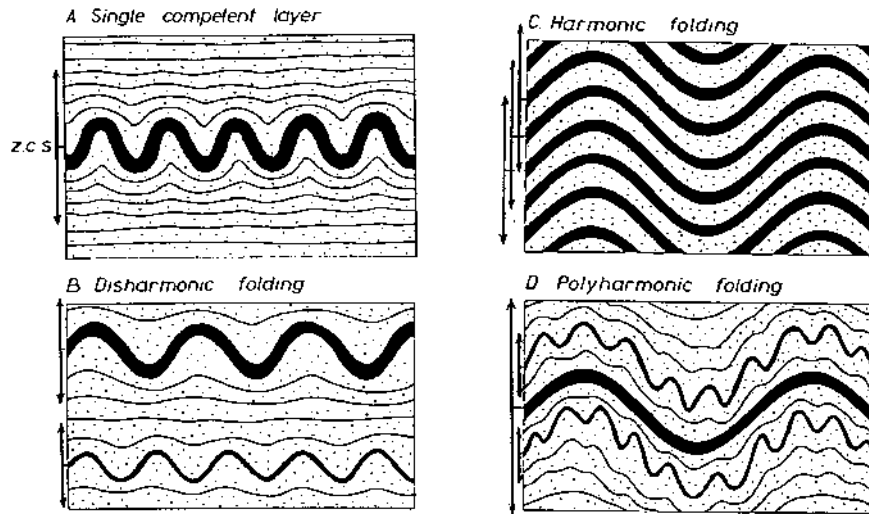 A Single competent layer
z.c s
B. Disharmonic folding
C. Harmonic folding
D Polyharmonic folding